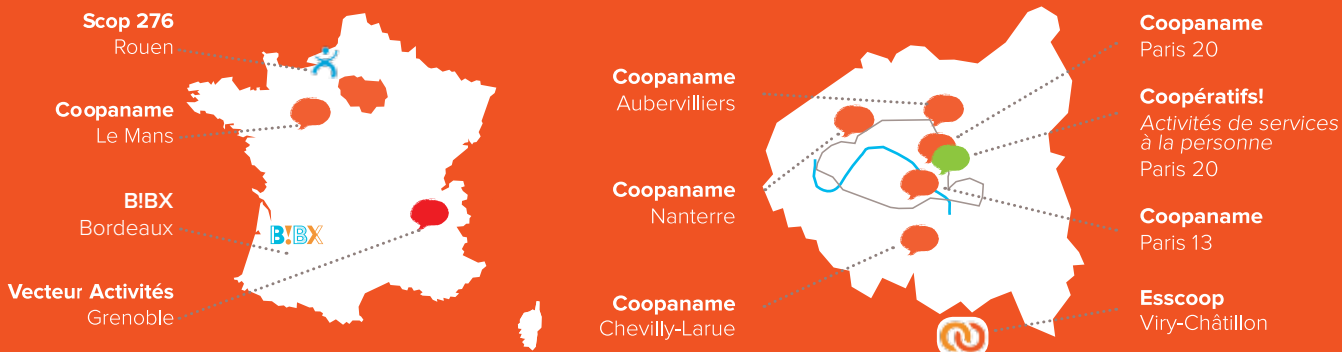 Scop 276
Rouen
Coopaname
Le Mans
B!BX
Bordeaux
B!BX
Vecteur Activités
Grenoble
Coopaname
Aubervilliers
Coopaname
Nanterre
Coopaname
Chevilly-Larue
Coopaname
Paris 20
Coopératifs!
Activités de services
à la personne
Paris 20
Coopaname
Paris 13
Esscoop
Viry-Châtillon